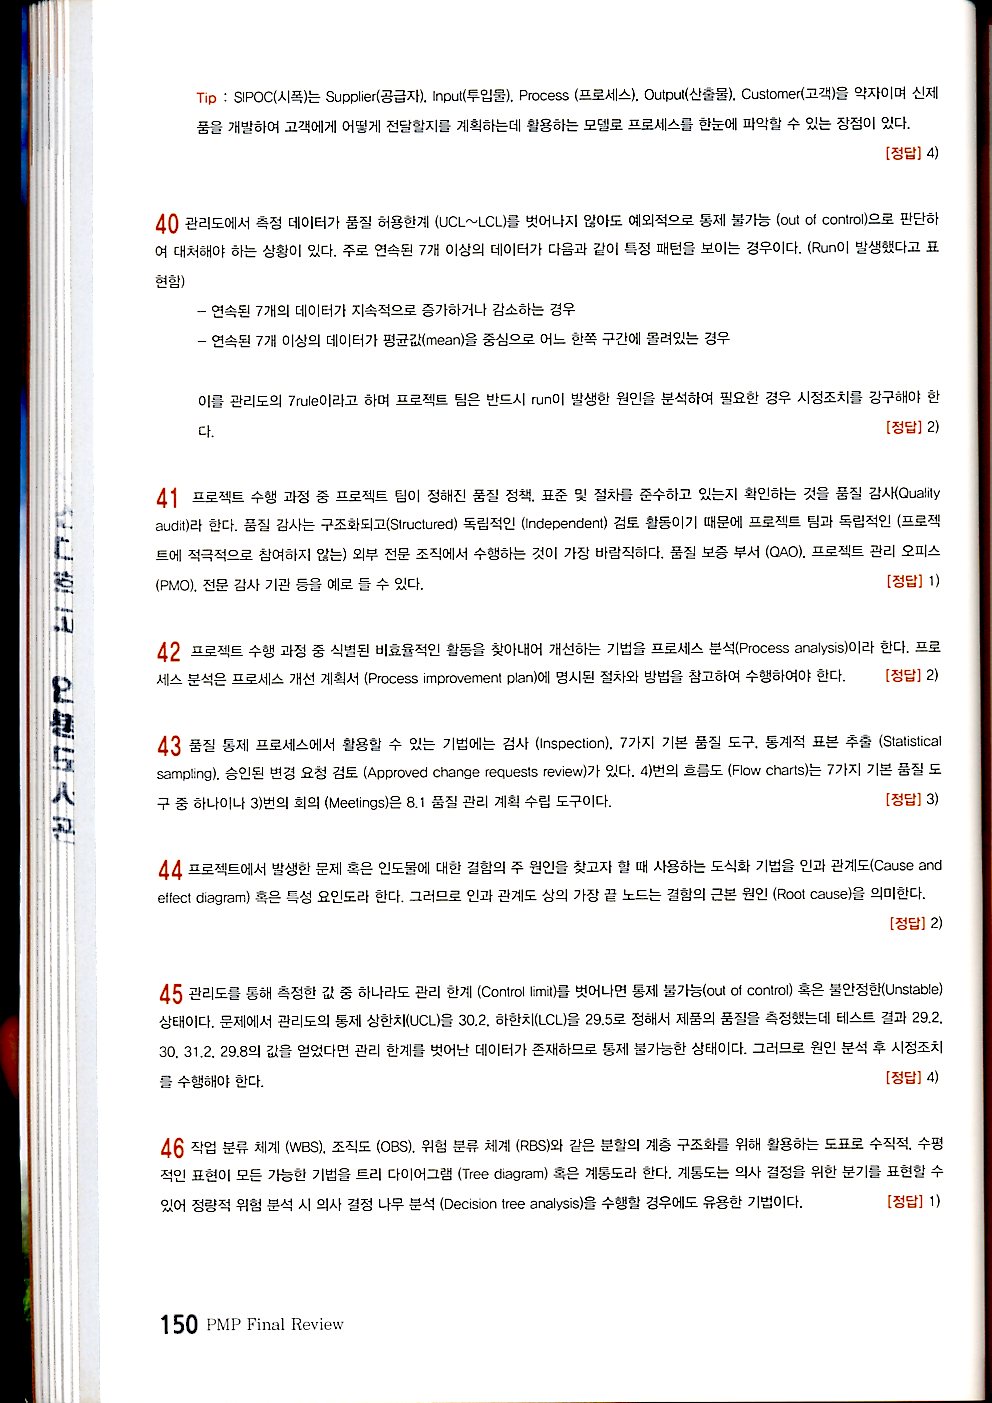 Tip : SIPOC(시폭)는 Supplier(공급자), Input(투입물), Process (프로세스), Output(산출물), Customer(고객)을 약자이며 신제
품을 개발하여 고객에게 어떻게 전달할지를 계획하는데 활용하는 모델로 프로세스를 한눈에 파악할 수 있는 장점이 있다.
[정답] 4)
40 관리도에서 측정 데이터가 품질 허용한계 (UCL~LCL)를 벗어나지 않아도 예외적으로 통제 불가능 (out of control)으로 판단하
여 대처해야 하는 상황이 있다. 주로 연속된 7개 이상의 데이터가 다음과 같이 특정 패턴을 보이는 경우이다. (Run이 발생했다고 표
현함)
- 연속된 7개의 데이터가 지속적으로 증가하거나 감소하는 경우
- 연속된 7개 이상의 데이터가 평균값(mean)을 중심으로 어느 한쪽 구간에 몰려있는 경우
이를 관리도의 7rule이라고 하며 프로젝트 팀은 반드시 run이 발생한 원인을 분석하여 필요한 경우 시정조치를 강구해야 한
다. [정답] 2)
41 프로젝트 수행 과정 중 프로젝트 팀이 정해진 품질 정책, 표준 및 절차를 준수하고 있는지 확인하는 것을 품질 감사(Quality
audit)라 한다. 품질 감사는 구조화되고(Structured) 독립적인 (Independent) 검토 활동이기 때문에 프로젝트 팀과 독립적인 (프로젝
트에 적극적으로 참여하지 않는) 외부 전문 조직에서 수행하는 것이 가장 바람직하다. 품질 보증 부서 (QAO), 프로젝트 관리 오피스
(PMO), 전문 감사 기관 등을 예로 들 수 있다. [정답] 1)
42 프로젝트 수행 과정 중 식별된 비효율적인 활동을 찾아내어 개선하는 기법을 프로세스 분석(Process analysis)이라 한다. 프로
세스 분석은 프로세스 개선 계획서 (Process improvement plan)에 명시된 절차와 방법을 참고하여 수행하여야 한다. [정답] 2)
43 품질 통제 프로세스에서 활용할 수 있는 기법에는 검사 (Inspection), 7가지 기본 품질 도구, 통계적 표본 추출 (Statistical
sampling), 승인된 변경 요청 검토 (Approved change requests review)가 있다. 4)번의 흐름도 (Flow charts)는 7가지 기본 품질 도
구 중 하나이나 3)번의 회의 (Meetings)은 8.1 품질 관리 계획 수립 도구이다. [정답] 3)
44 프로젝트에서 발생한 문제 혹은 인도물에 대한 결함의 주 원인을 찾고자 할 때 사용하는 도식화 기법을 인과 관계도(Cause and
effect diagram) 혹은 특성 요인도라 한다. 그러므로 인과 관계도 상의 가장 끝 노드는 결함의 근본 원인 (Root cause)을 의미한다.
[정답] 2)
45 관리도를 통해 측정한 값 중 하나라도 관리 한계 (Control limit)를 벗어나면 통제 불가능(out of control) 혹은 불안정한(Unstable)
상태이다. 문제에서 관리도의 통제 상한치(UCL)을 30.2, 하한치(LCL)을 29.5로 정해서 제품의 품질을 측정했는데 테스트 결과 29.2,
30, 31.2, 29.8의 값을 얻었다면 관리 한계를 벗어난 데이터가 존재하므로 통제 불가능한 상태이다. 그러므로 원인 분석 후 시정조치
를 수행해야 한다. [정답] 4)
46 작업 분류 체계 (WBS), 조직도 (OBS), 위험 분류 체계 (RBS)와 같은 분할의 계층 구조화를 위해 활용하는 도표로 수직적, 수평
적인 표현이 모든 가능한 기법을 트리 다이어그램 (Tree diagram) 혹은 계통도라 한다. 계통도는 의사 결정을 위한 분기를 표현할 수
있어 정량적 위험 분석 시 의사 결정 나무 분석 (Decision tree analysis)을 수행할 경우에도 유용한 기법이다. [정답] 1)
150 PMP Final Review